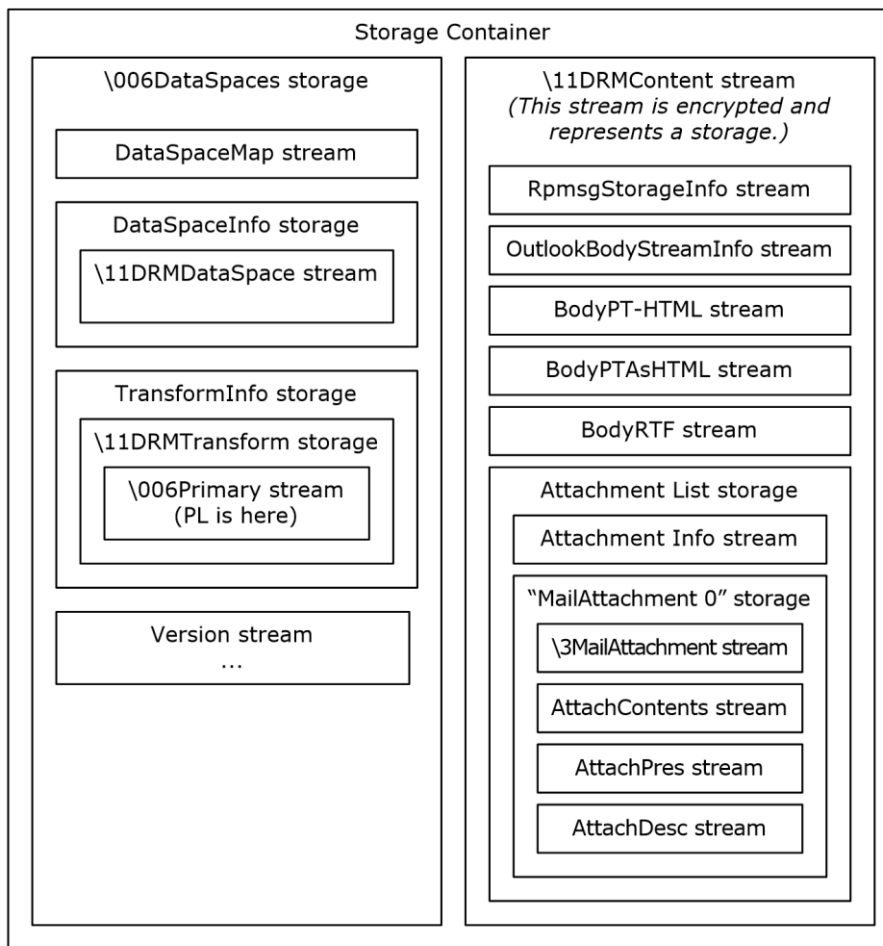 Storage Container
\006DataSpaces storage
DataSpaceMap stream
DataSpaceInfo storage
\11DRMDataSpace stream
TransformInfo storage
\11DRMTransform storage
\006Primary stream
(PL is here)
Version stream
...
\11DRMContent stream
(This stream is encrypted and
represents a storage.)
RpmsgStorageInfo stream
OutlookBodyStreamInfo stream
BodyPT-HTML stream
BodyPTAsHTML stream
BodyRTF stream
Attachment List storage
Attachment Info stream
“MailAttachment 0” storage
\3MailAttachment stream
AttachContents stream
AttachPres stream
AttachDesc stream